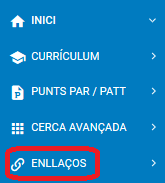 INICI
CURRÍCULUM
PUNTS PAR / PATT
CERCA AVANÇADA
ENLLAÇOS